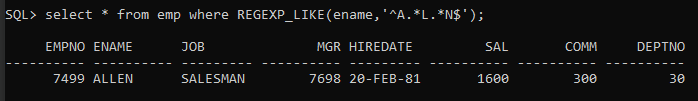 SQL> select * from emp where REGEXP_LIKE(ename,'^A.*L.*N$');
EMPNO ENAME JOB MGR HIREDATE SAL COMM DEPTNO
---------- ---------- --------- ---------- --------- ---------- ---------- ----------
7499 ALLEN SALESMAN 7698 20-FEB-81 1600 300 30